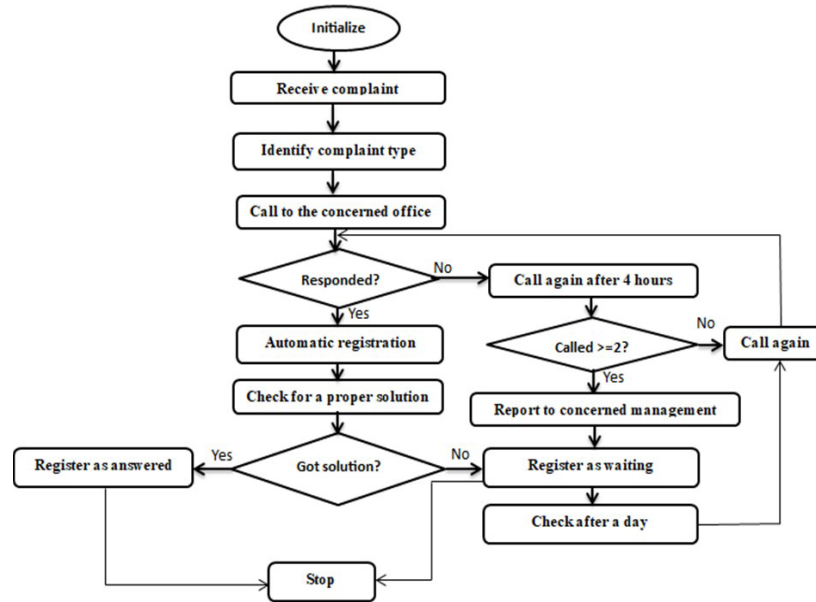 Initialize
Receive complaint
Identify complaint type
Call to the concerned office
Responded?
No
Call again after 4 hours
Yes
Automatic registration
Called >=2?
No
Call again
Yes
Check for a proper solution
Report to concerned management
Yes
Register as answered
Got solution?
No
Register as waiting
Check after a day
Stop